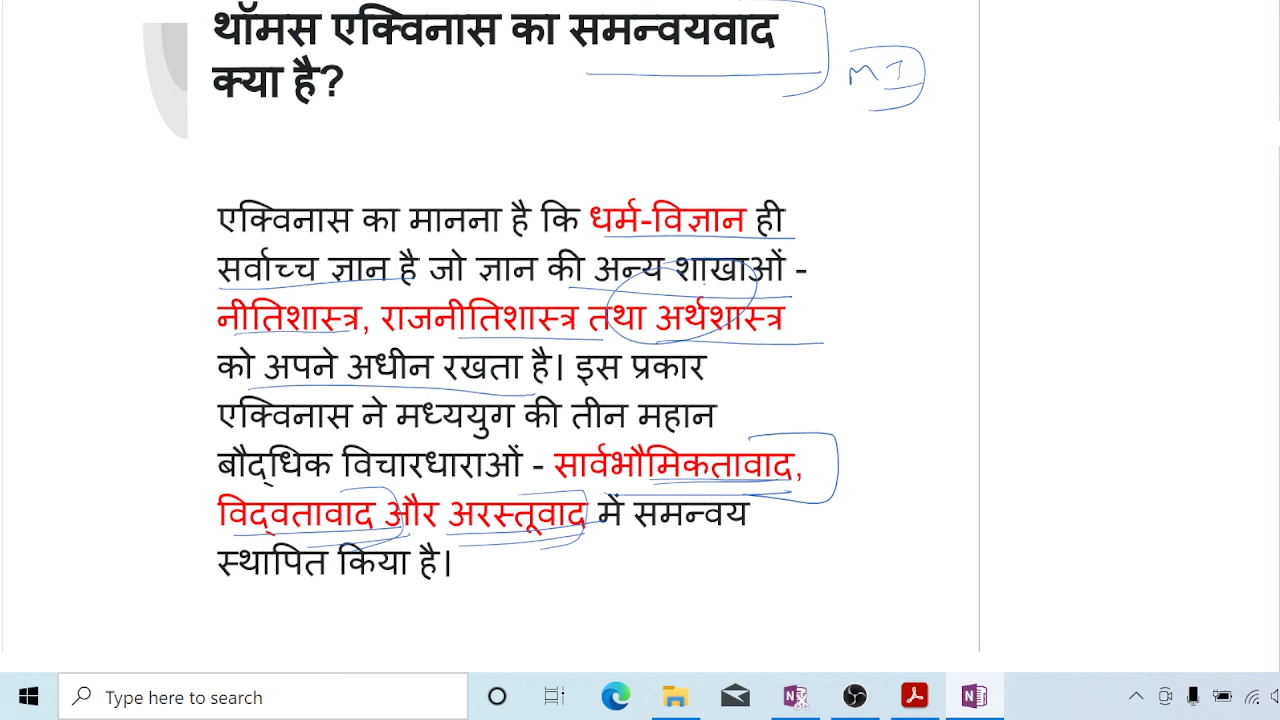 थॉमस एक्विनास का समन्वयवाद
क्या है?
एक्विनास का मानना है कि धर्म-विज्ञान ही
सर्वाच्च ज्ञान है जो ज्ञान की अन्य शाखाओं -
नीतिशास्त्र, राजनीतिशास्त्र तथा अर्थशास्त्र
को अपने अधीन रखता है। इस प्रकार
एक्विनास ने मध्ययुग की तीन महान
बौद्धिक विचारधाराओं - सार्वभौमिकतावाद,
विद्वतावाद और अरस्तूवाद में समन्वय
स्थापित किया है।
Type here to search